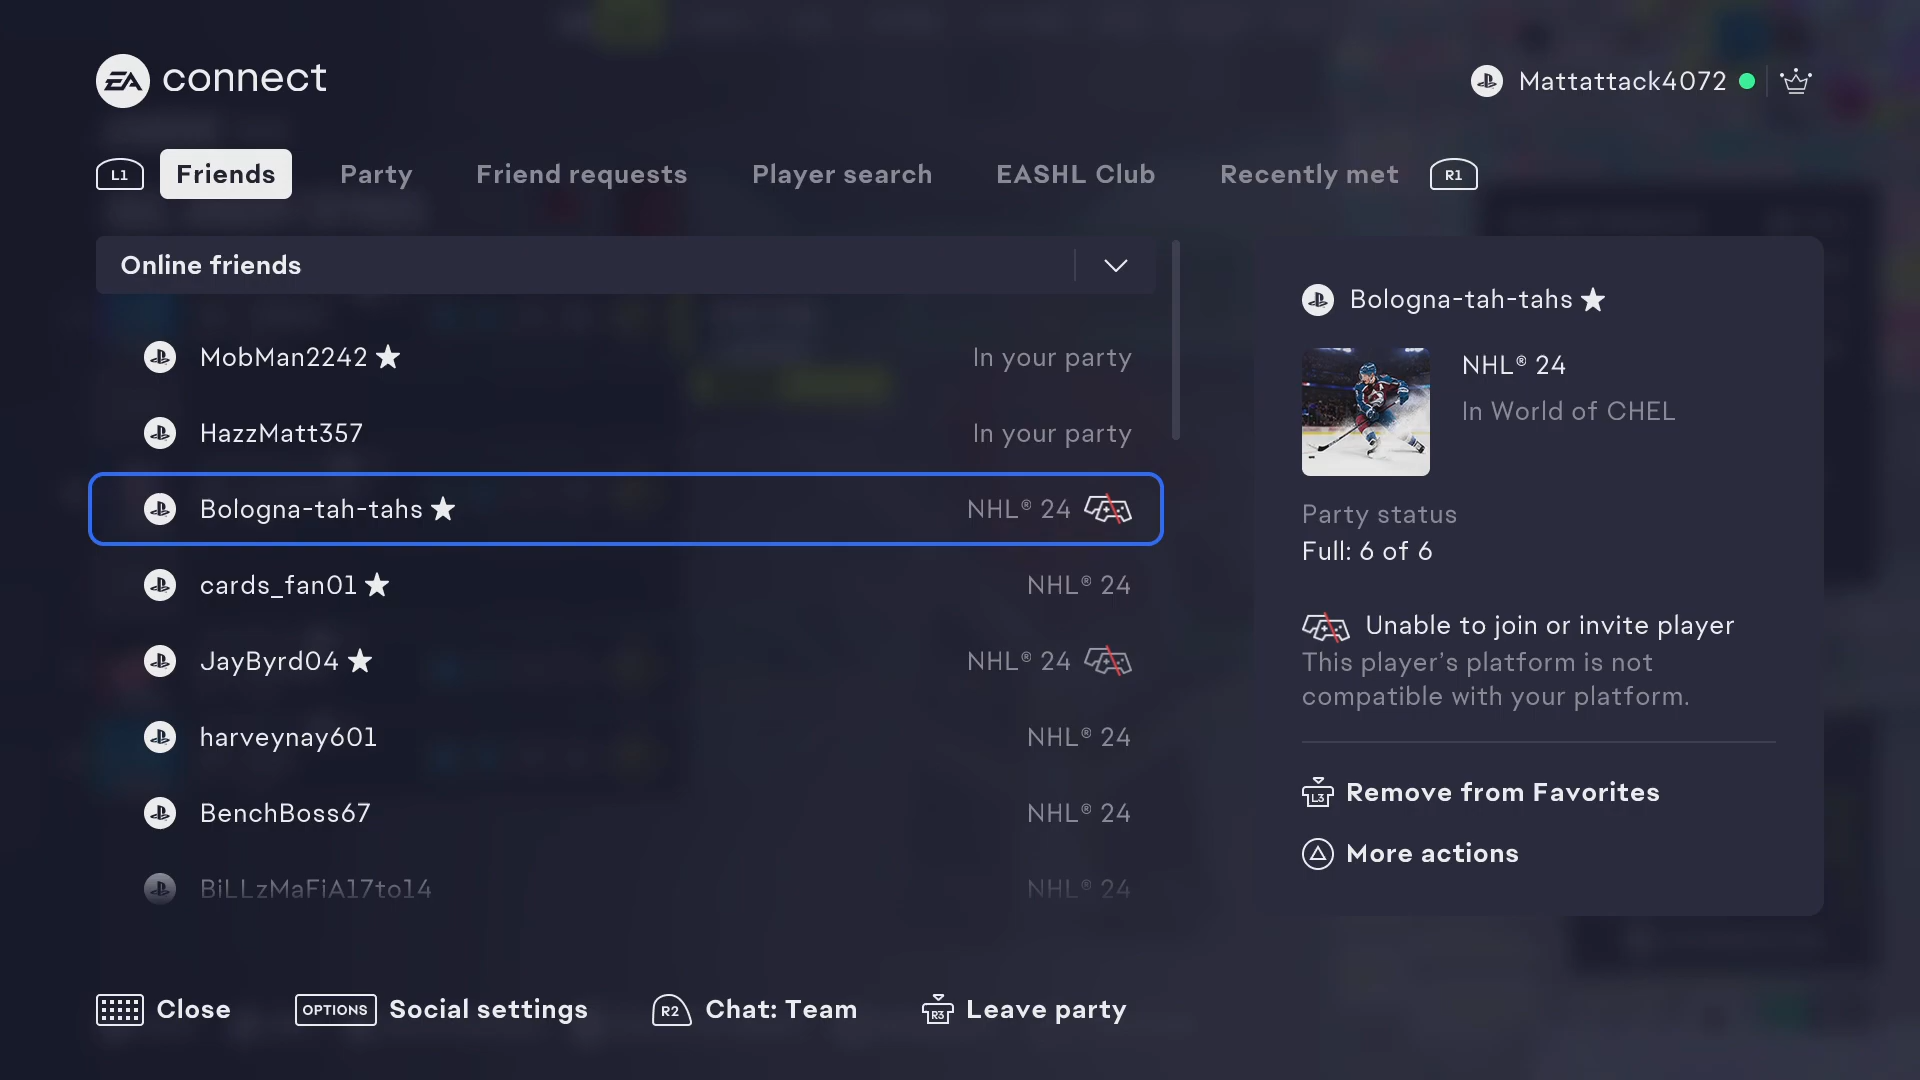 EA connect
Mattattack4072
L1 Friends Party Friend requests Player search EASHL Club Recently met R1
Online friends
MobMan2242 ★ In your party
HazzMatt357 In your party
Bologna-tah-tahs ★ NHL® 24
cards_fan01 ★ NHL® 24
JayByrd04 ★ NHL® 24
harveynay601 NHL® 24
BenchBoss67 NHL® 24
BiLLzMaFiA17to14 NHL® 24
Bologna-tah-tahs ★
NHL® 24
In World of CHEL
Party status
Full: 6 of 6
Unable to join or invite player
This player's platform is not
compatible with your platform.
L3 Remove from Favorites
More actions
Close OPTIONS Social settings R2 Chat: Team R3 Leave party